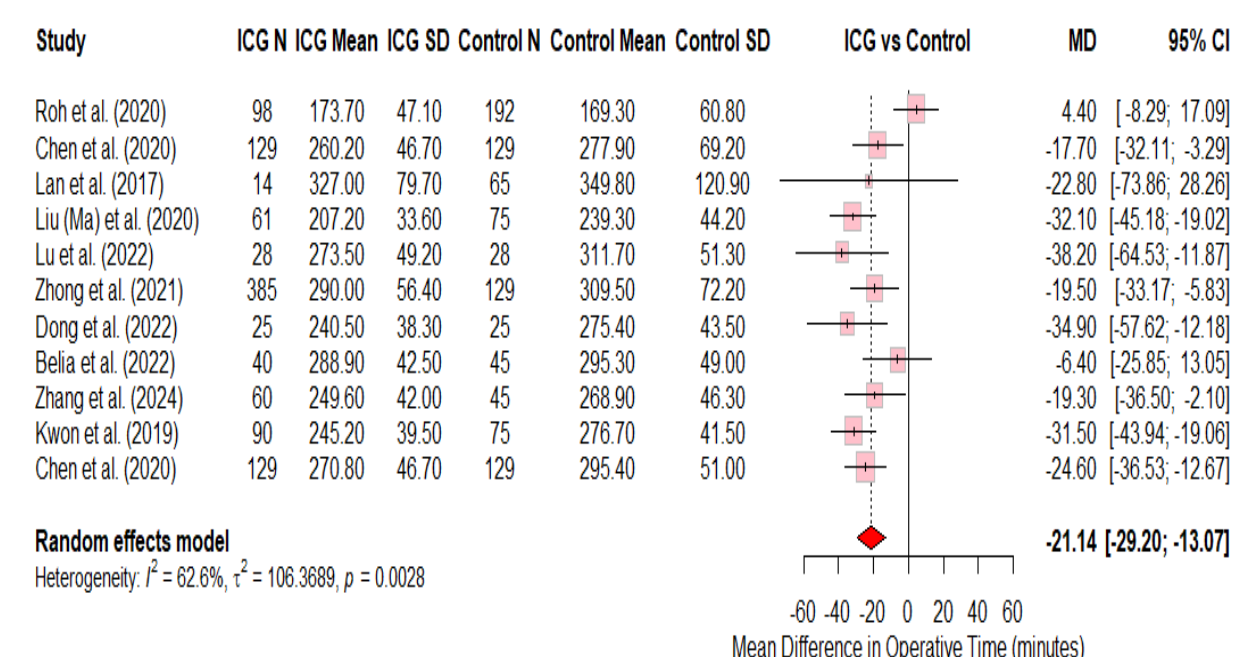 Study ICG N ICG Mean ICG SD Control N Control Mean Control SD ICG vs Control MD 95% CI
Roh et al. (2020) 98 173.70 47.10 192 169.30 60.80 4.40 [-8.29; 17.09]
Chen et al. (2020) 129 260.20 46.70 129 277.90 69.20 -17.70 [-32.11; -3.29]
Lan et al. (2017) 14 327.00 79.70 65 349.80 120.90 -22.80 [-73.86; 28.26]
Liu (Ma) et al. (2020) 61 207.20 33.60 75 239.30 44.20 -32.10 [-45.18; -19.02]
Lu et al. (2022) 28 273.50 49.20 28 311.70 51.30 -38.20 [-64.53; -11.87]
Zhong et al. (2021) 385 290.00 56.40 129 309.50 72.20 -19.50 [-33.17; -5.83]
Dong et al. (2022) 25 240.50 38.30 25 275.40 43.50 -34.90 [-57.62; -12.18]
Belia et al. (2022) 40 288.90 42.50 45 295.30 49.00 -6.40 [-25.85; 13.05]
Zhang et al. (2024) 60 249.60 42.00 45 268.90 46.30 -19.30 [-36.50; -2.10]
Kwon et al. (2019) 90 245.20 39.50 75 276.70 41.50 -31.50 [-43.94; -19.06]
Chen et al. (2020) 129 270.80 46.70 129 295.40 51.00 -24.60 [-36.53; -12.67]
Random effects model -21.14 [-29.20; -13.07]
Heterogeneity: I² = 62.6%, τ² = 106.3689, p = 0.0028
-60 -40 -20 0 20 40 60
Mean Difference in Operative Time (minutes)